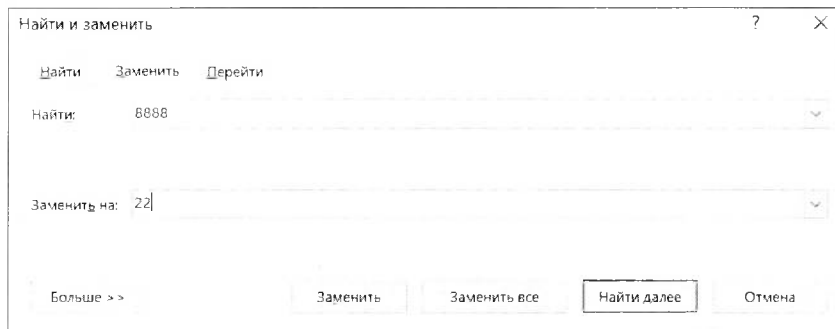 Найти и заменить ?
Найти Заменить Перейти
Найти: 8888
Заменить на: 22
Больше >> Заменить Заменить все Найти далее Отмена